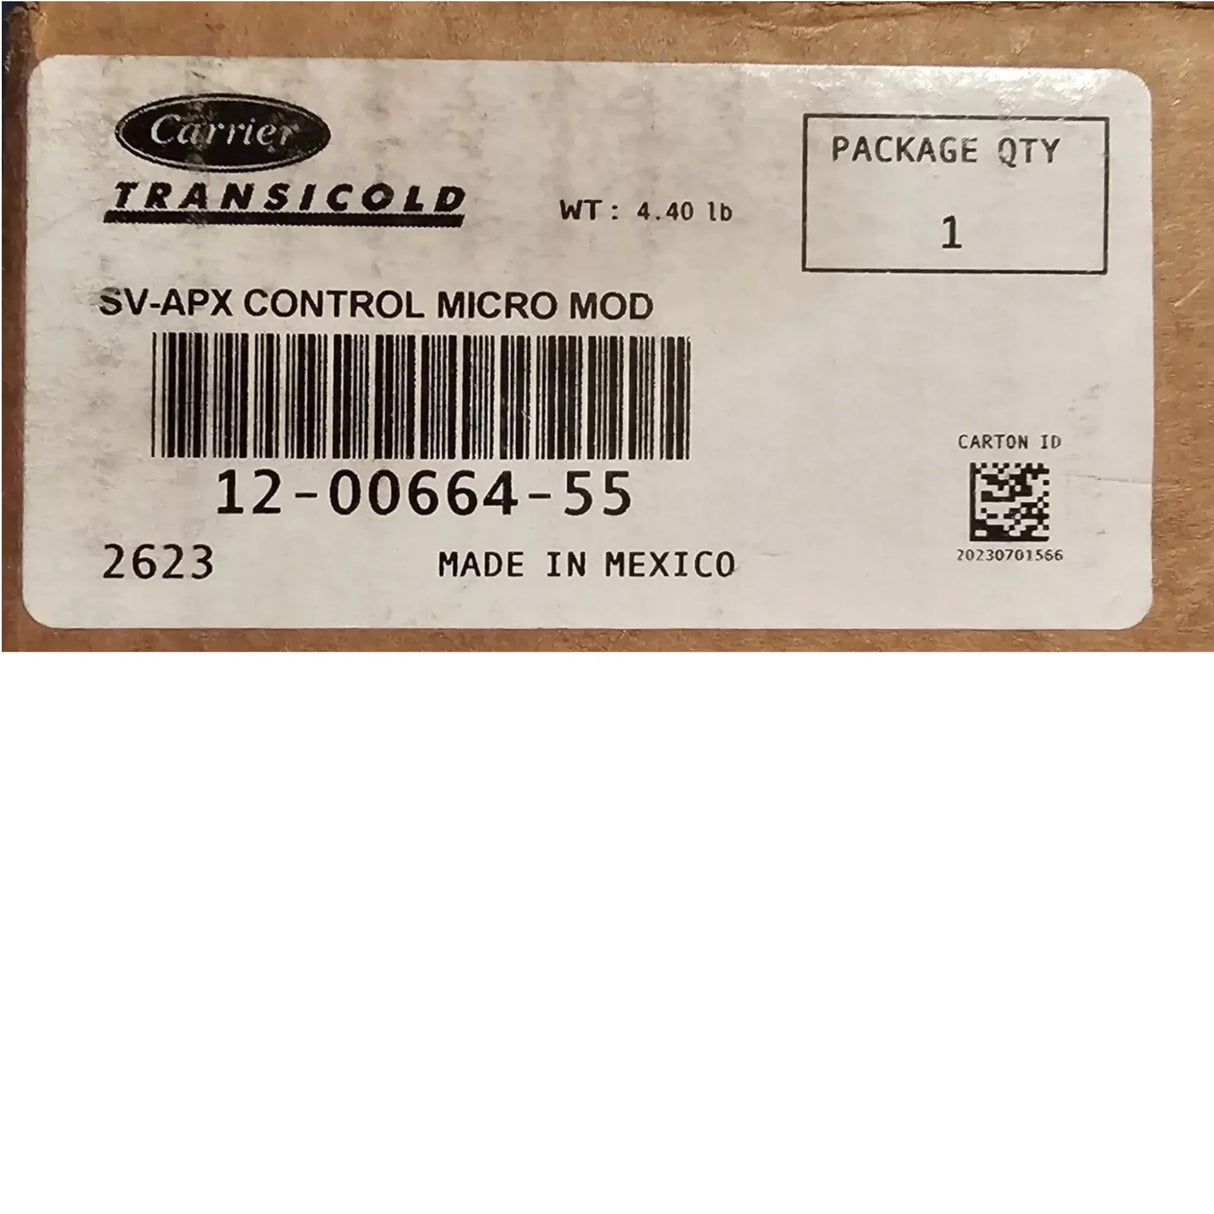 Carrier
TRANSICOLD
WT: 4.40 lb
PACKAGE QTY
1
SV-APX CONTROL MICRO MOD
12-00664-55
2623
MADE IN MEXICO
CARTON ID
20230701566